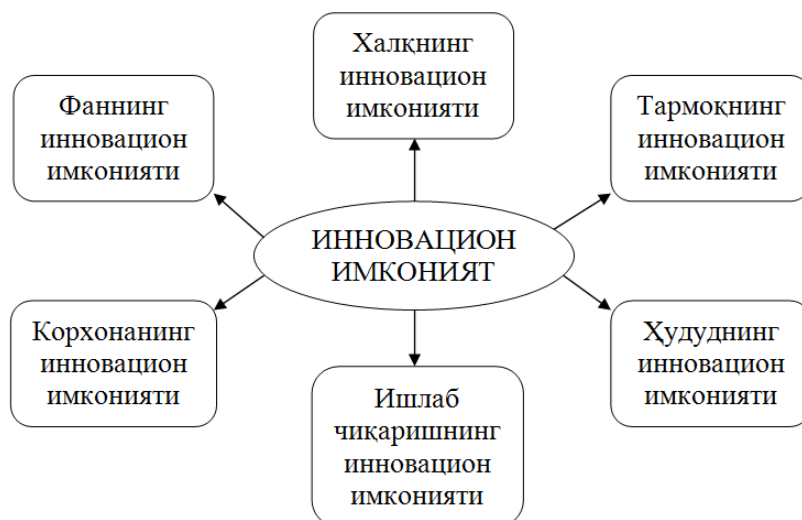 Халқнинг
инновацион
имконияти
Фаннинг
инновацион
имконияти
Тармоқнинг
инновацион
имконияти
ИННОВАЦИОН
ИМКОНИЯТ
Корхонанинг
инновацион
имконияти
Ҳудуднинг
инновацион
имконияти
Ишлаб
чиқаришнинг
инновацион
имконияти